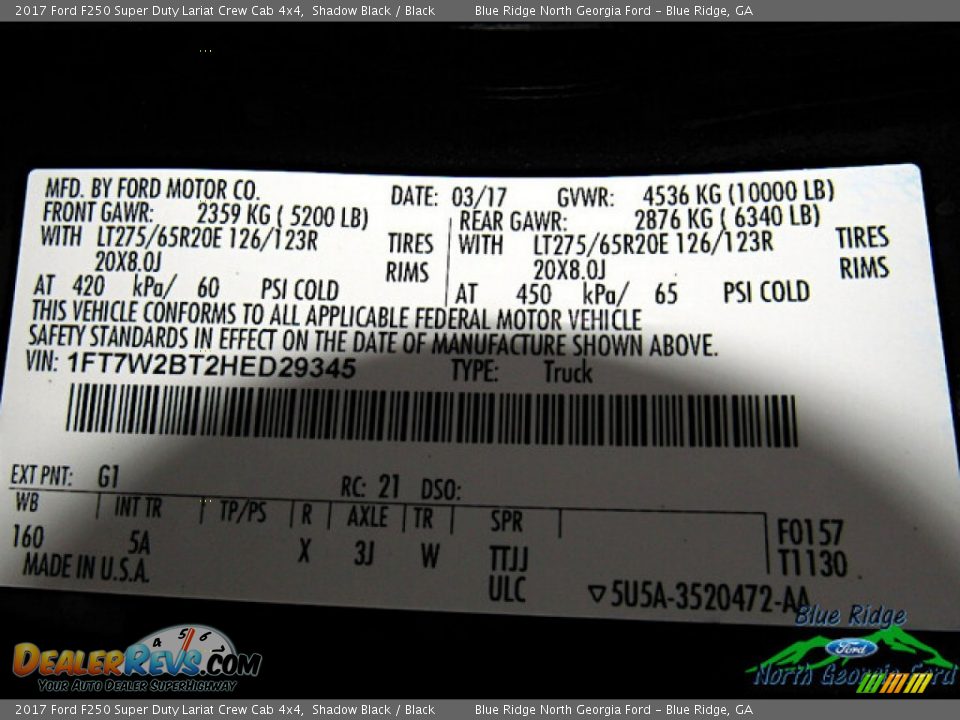 2017 Ford F250 Super Duty Lariat Crew Cab 4x4, Shadow Black / Black Blue Ridge North Georgia Ford - Blue Ridge, GA
MFD. BY FORD MOTOR CO. DATE: 03/17 GVWR: 4536 KG (10000 LB)
FRONT GAWR: 2359 KG ( 5200 LB) REAR GAWR: 2876 KG ( 6340 LB)
WITH LT275/65R20E 126/123R TIRES WITH LT275/65R20E 126/123R TIRES
20X8.0J RIMS 20X8.0J RIMS
AT 420 kPa/ 60 PSI COLD AT 450 kPa/ 65 PSI COLD
THIS VEHICLE CONFORMS TO ALL APPLICABLE FEDERAL MOTOR VEHICLE
SAFETY STANDARDS IN EFFECT ON THE DATE OF MANUFACTURE SHOWN ABOVE.
VIN: 1FT7W2BT2HED29345 TYPE: Truck
EXT PNT: G1 RC: 21 DSO:
WB INT TR TP/PS R AXLE TR SPR F0157
160 5A X 3J W TTJJ T1130
MADE IN U.S.A. ULC ▽5U5A-3520472-AA
Blue Ridge
Ford
North Georgia Ford
4 5 6
DealerRevs.com
Your Auto Dealer SuperHighway
2017 Ford F250 Super Duty Lariat Crew Cab 4x4, Shadow Black / Black Blue Ridge North Georgia Ford - Blue Ridge, GA